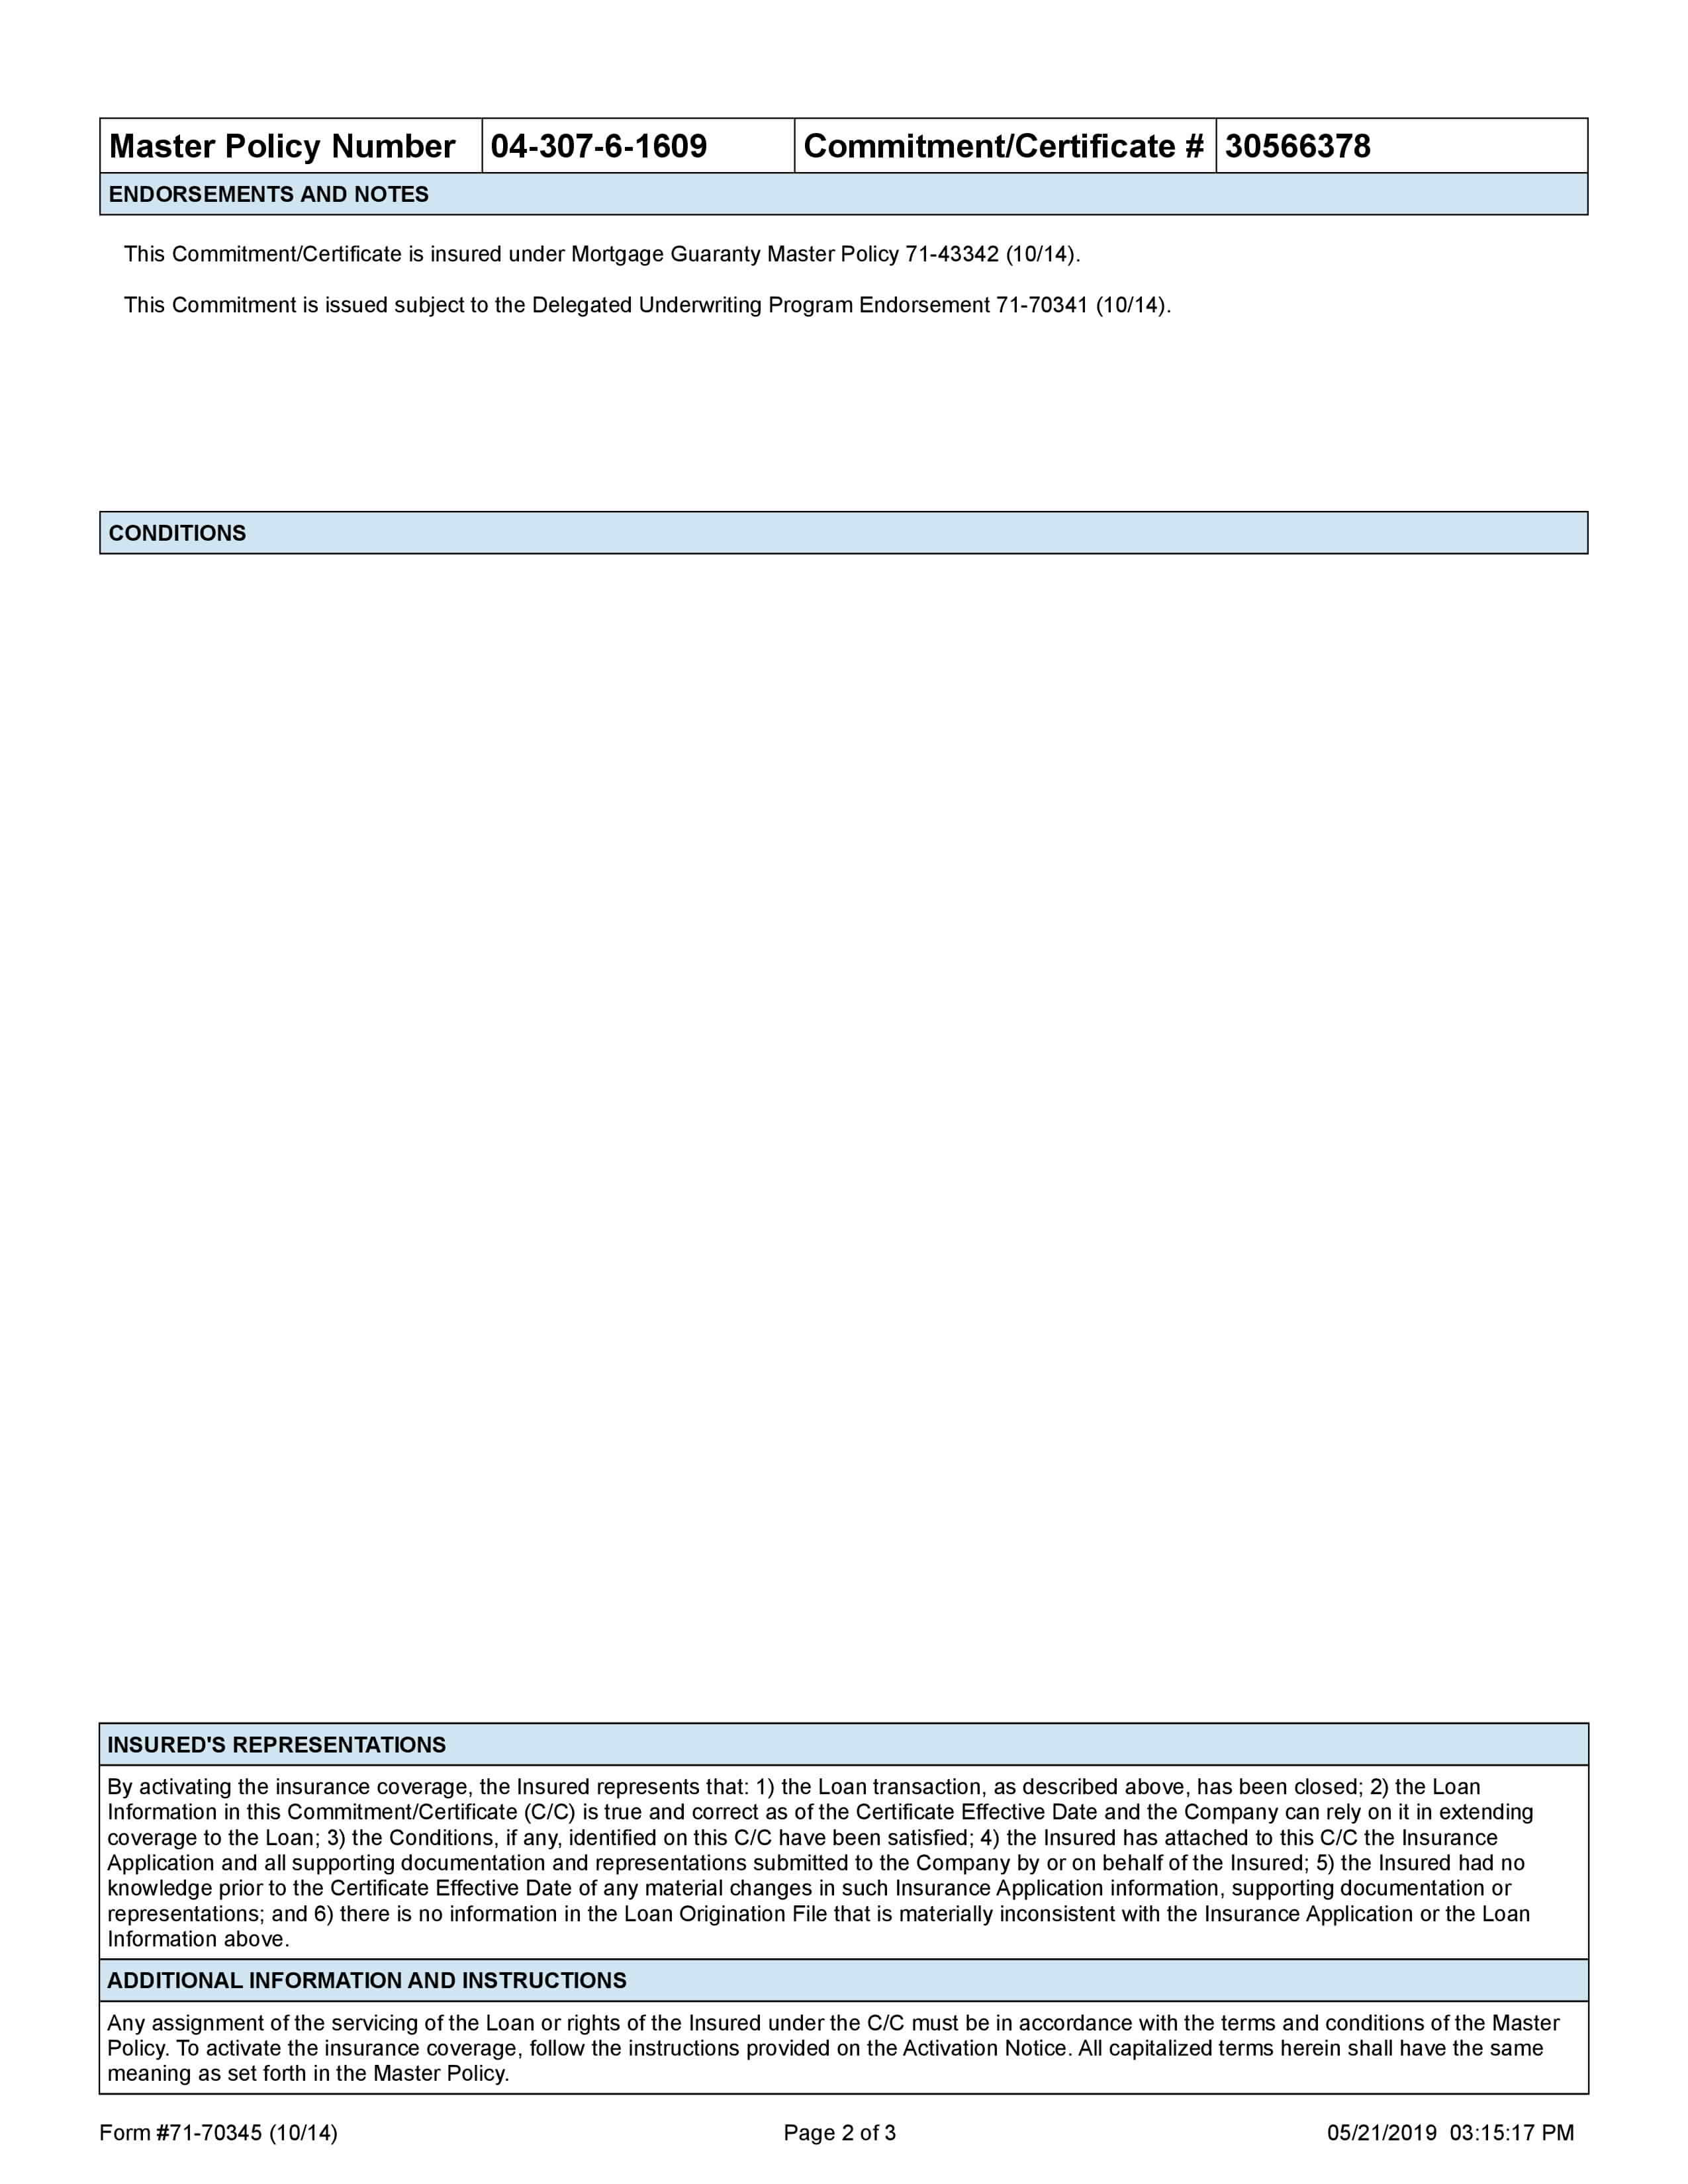 Master Policy Number 04-307-6-1609 Commitment/Certificate # 30566378
ENDORSEMENTS AND NOTES
This Commitment/Certificate is insured under Mortgage Guaranty Master Policy 71-43342 (10/14).
This Commitment is issued subject to the Delegated Underwriting Program Endorsement 71-70341 (10/14).
CONDITIONS
INSURED'S REPRESENTATIONS
By activating the insurance coverage, the Insured represents that: 1) the Loan transaction, as described above, has been closed; 2) the Loan
Information in this Commitment/Certificate (C/C) is true and correct as of the Certificate Effective Date and the Company can rely on it in extending
coverage to the Loan; 3) the Conditions, if any, identified on this C/C have been satisfied; 4) the Insured has attached to this C/C the Insurance
Application and all supporting documentation and representations submitted to the Company by or on behalf of the Insured; 5) the Insured had no
knowledge prior to the Certificate Effective Date of any material changes in such Insurance Application information, supporting documentation or
representations; and 6) there is no information in the Loan Origination File that is materially inconsistent with the Insurance Application or the Loan
Information above.
ADDITIONAL INFORMATION AND INSTRUCTIONS
Any assignment of the servicing of the Loan or rights of the Insured under the C/C must be in accordance with the terms and conditions of the Master
Policy. To activate the insurance coverage, follow the instructions provided on the Activation Notice. All capitalized terms herein shall have the same
meaning as set forth in the Master Policy.
Form #71-70345 (10/14) Page 2 of 3 05/21/2019 03:15:17 PM